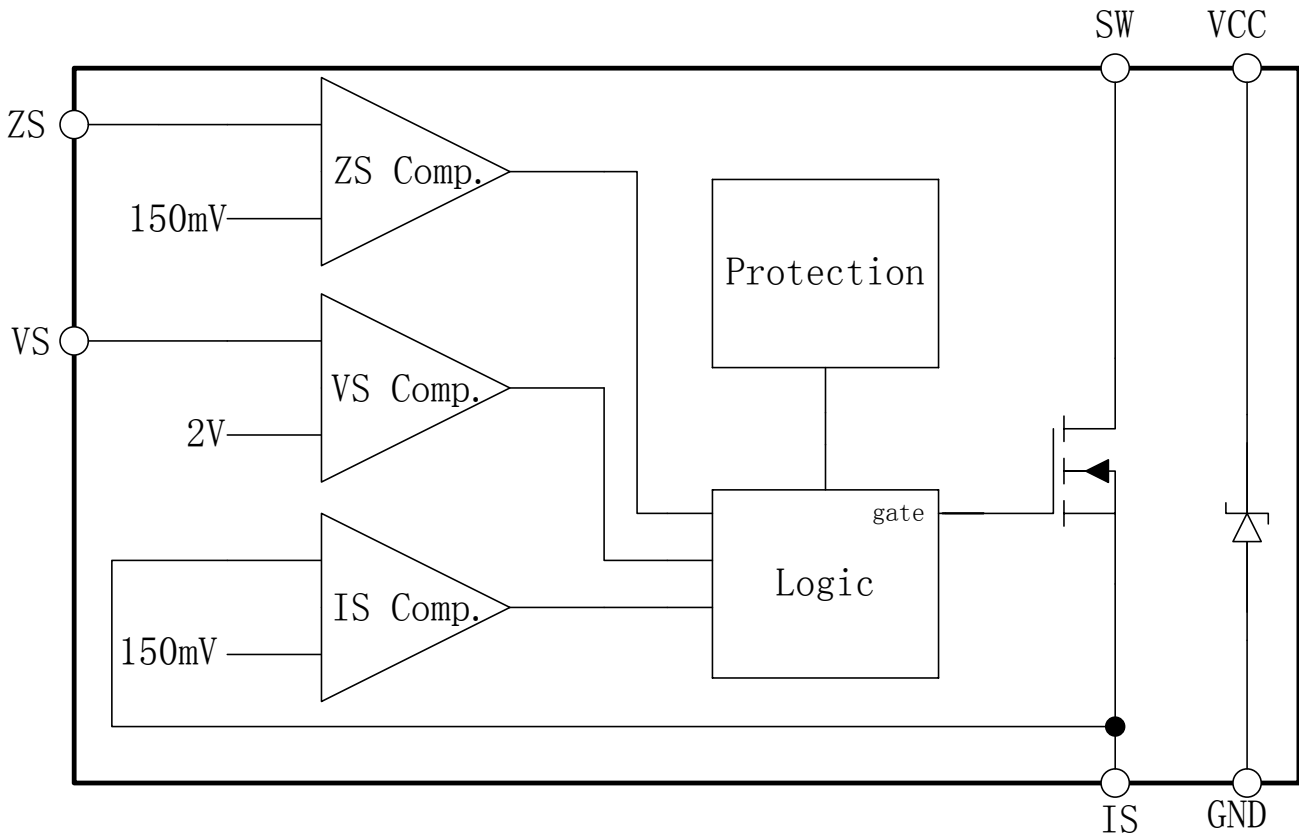 SW
VCC
ZS
ZS Comp.
150mV
Protection
VS
VS Comp.
2V
gate
Logic
IS Comp.
150mV
IS
GND